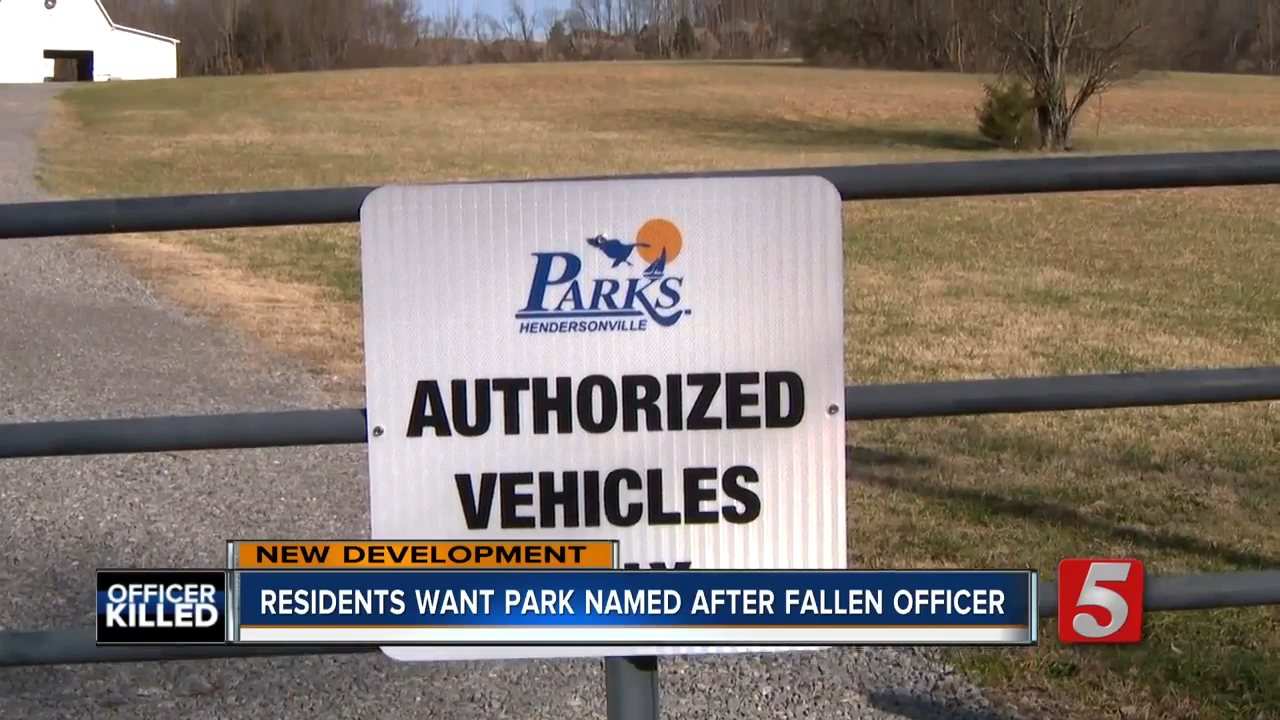 PARKS
HENDERSONVILLE
AUTHORIZED
VEHICLES
NEW DEVELOPMENT
OFFICER
KILLED
RESIDENTS WANT PARK NAMED AFTER FALLEN OFFICER
5